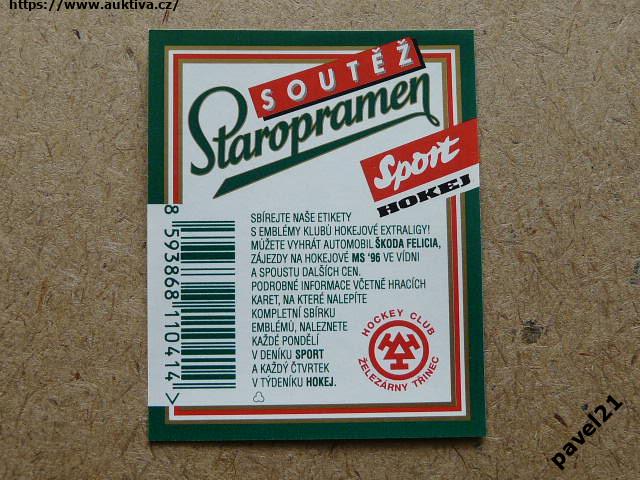 https://www.auktiva.cz/
SOUTĚŽ
Staropramen
Sport
HOKEJ
SBÍREJTE NAŠE ETIKETY
S EMBLÉMY KLUBŮ HOKEJOVÉ EXTRALIGY!
MŮŽETE VYHRÁT AUTOMOBIL ŠKODA FELICIA,
ZÁJEZDY NA HOKEJOVÉ MS '96 VE VÍDNI
A SPOUSTU DALŠÍCH CEN.
PODROBNÉ INFORMACE VČETNĚ HRACÍCH
KARET, NA KTERÉ NALEPÍTE
KOMPLETNÍ SBÍRKU
EMBLÉMŮ, NALEZNETE
KAŽDÉ PONDĚLÍ
V DENÍKU SPORT
A KAŽDÝ ČTVRTEK
V TÝDENÍKU HOKEJ.
8 593868 110414 >
HOCKEY CLUB
ŽELEZÁRNY TŘINEC
pavel21